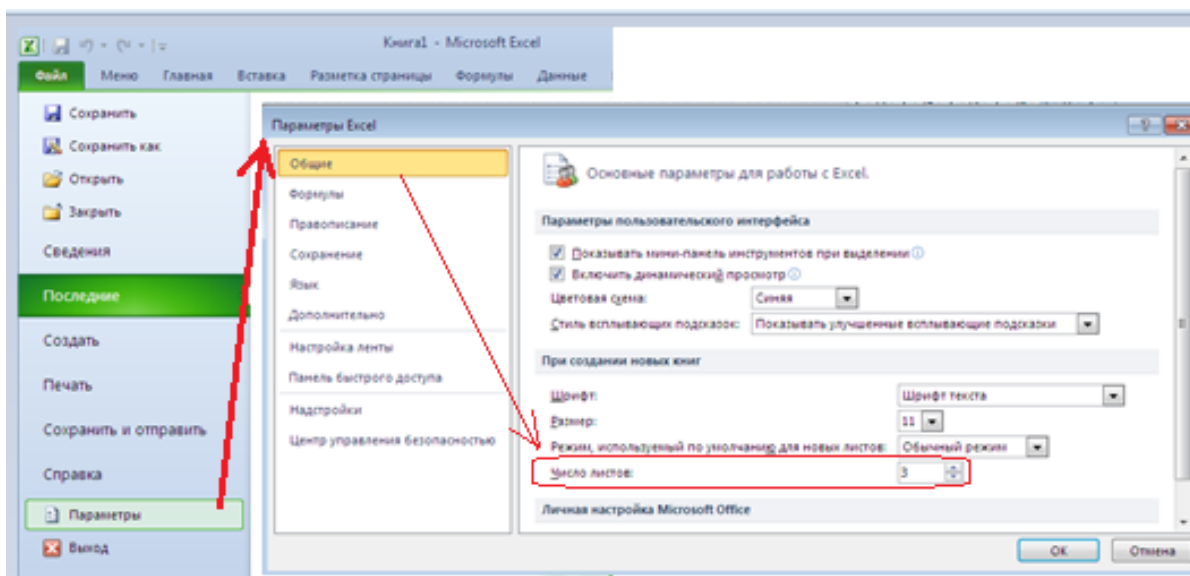 Книга1 - Microsoft Excel
Файл Меню Главная Вставка Разметка страницы Формулы Данные
Сохранить
Сохранить как
Открыть
Закрыть
Сведения
Последние
Создать
Печать
Сохранить и отправить
Справка
Параметры
Выход
Параметры Excel
Общие
Формулы
Правописание
Сохранение
Язык
Дополнительно
Настройка ленты
Панель быстрого доступа
Надстройки
Центр управления безопасностью
Основные параметры для работы с Excel.
Параметры пользовательского интерфейса
Показывать мини-панель инструментов при выделении
Включить динамический просмотр
Цветовая схема: Синяя
Стиль всплывающих подсказок: Показывать улучшенные всплывающие подсказки
При создании новых книг
Шрифт: Шрифт текста
Размер: 11
Режим, используемый по умолчанию для новых листов: Обычный режим
Число листов: 3
Личная настройка Microsoft Office
ОК Отмена